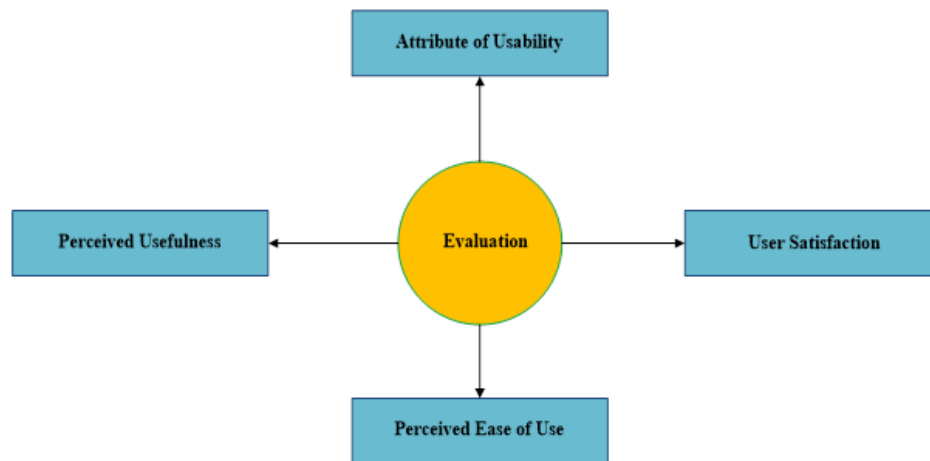 Attribute of Usability
Perceived Usefulness
Evaluation
User Satisfaction
Perceived Ease of Use